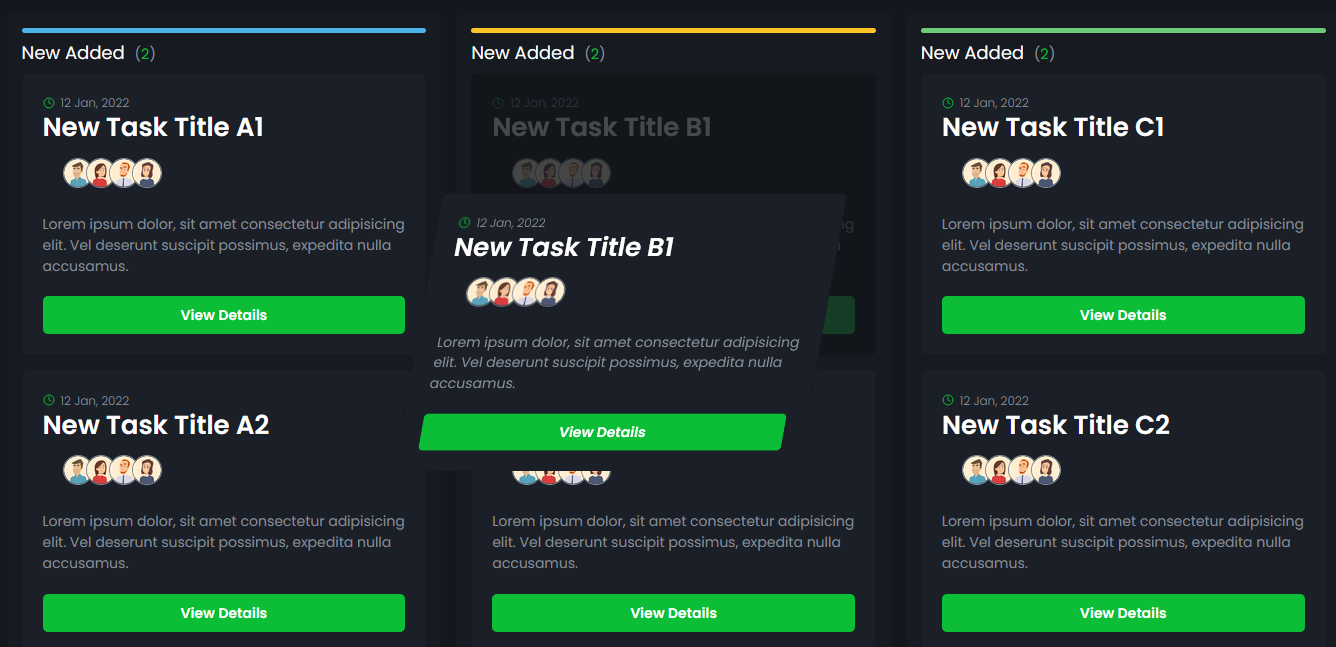 New Added (2)
12 Jan, 2022
New Task Title A1
Lorem ipsum dolor, sit amet consectetur adipisicing
elit. Vel deserunt suscipit possimus, expedita nulla
accusamus.
View Details
12 Jan, 2022
New Task Title A2
Lorem ipsum dolor, sit amet consectetur adipisicing
elit. Vel deserunt suscipit possimus, expedita nulla
accusamus.
View Details
New Added (2)
12 Jan, 2022
New Task Title B1
12 Jan, 2022
New Task Title B1
Lorem ipsum dolor, sit amet consectetur adipisicing
elit. Vel deserunt suscipit possimus, expedita nulla
accusamus.
View Details
Lorem ipsum dolor, sit amet consectetur adipisicing
elit. Vel deserunt suscipit possimus, expedita nulla
accusamus.
View Details
New Added (2)
12 Jan, 2022
New Task Title C1
Lorem ipsum dolor, sit amet consectetur adipisicing
elit. Vel deserunt suscipit possimus, expedita nulla
accusamus.
View Details
12 Jan, 2022
New Task Title C2
Lorem ipsum dolor, sit amet consectetur adipisicing
elit. Vel deserunt suscipit possimus, expedita nulla
accusamus.
View Details